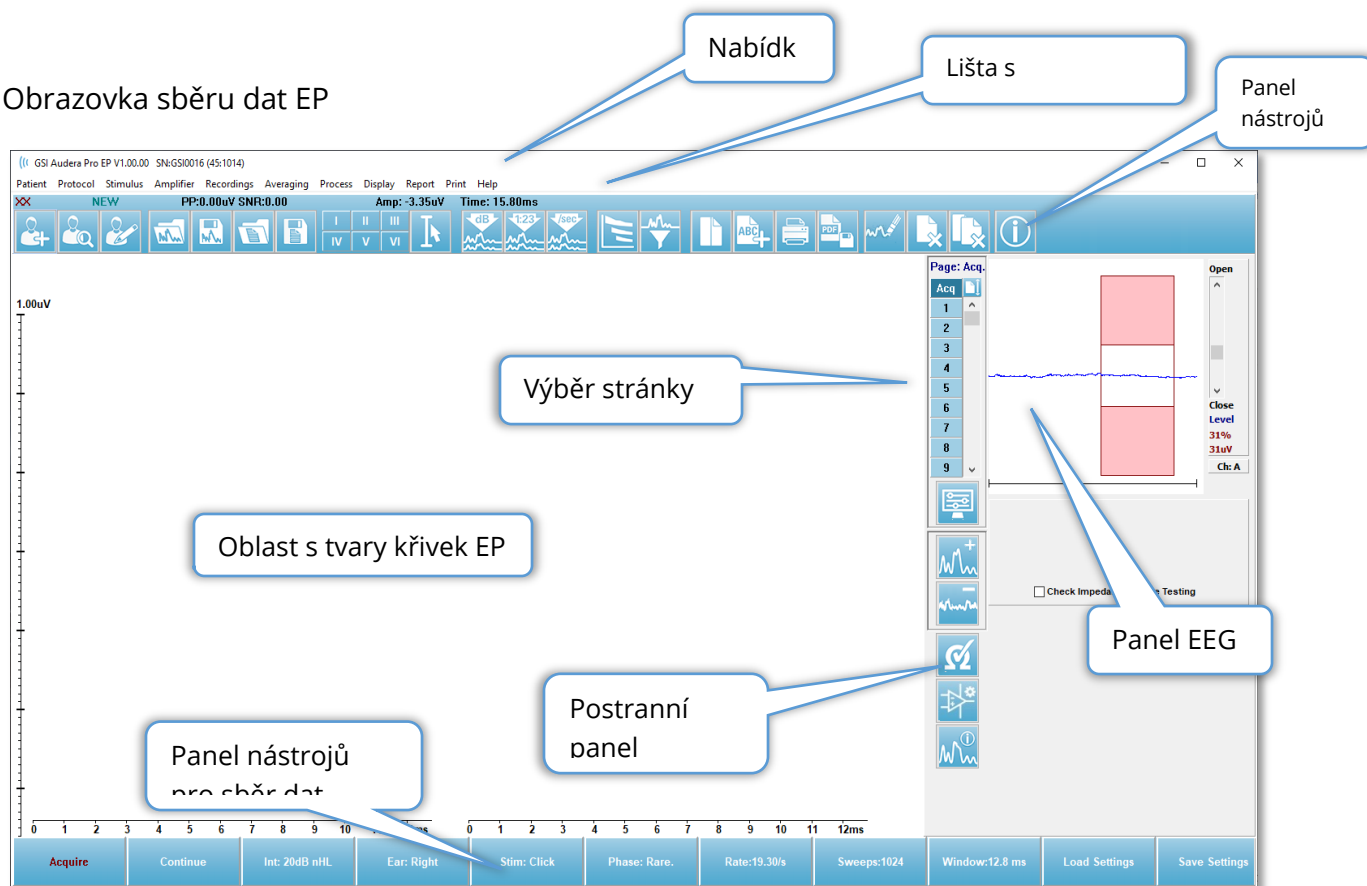 Nabídk
Lišta s
Panel
nástrojů
Obrazovka sběru dat EP
GSI Audera Pro EP V1.00.00 SN:GSI0016 (45:1014)
Patient Protocol Stimulus Amplifier Recordings Averaging Process Display Report Print Help
XX NEW PP:0.00uV SNR:0.00 Amp: -3.35uV Time: 15.80ms
I II III
IV V VI
dB 1:23 √/sec
ABC
PDF
Page: Acq.
Acq
1
2
3
4
5
6
7
8
9
Open
Close
Level
31%
31uV
Ch: A
1.00uV
Výběr stránky
Oblast s tvary křivek EP
Check Impeda Testing
Panel EEG
Postranní
panel
Panel nástrojů
pro sběr dat
0 1 2 3 4 5 6 7 8 9 10 0 1 2 3 4 5 6 7 8 9 10 11 12ms
Acquire Continue Int: 20dB nHL Ear: Right Stim: Click Phase: Rare. Rate:19.30/s Sweeps:1024 Window:12.8 ms Load Settings Save Settings